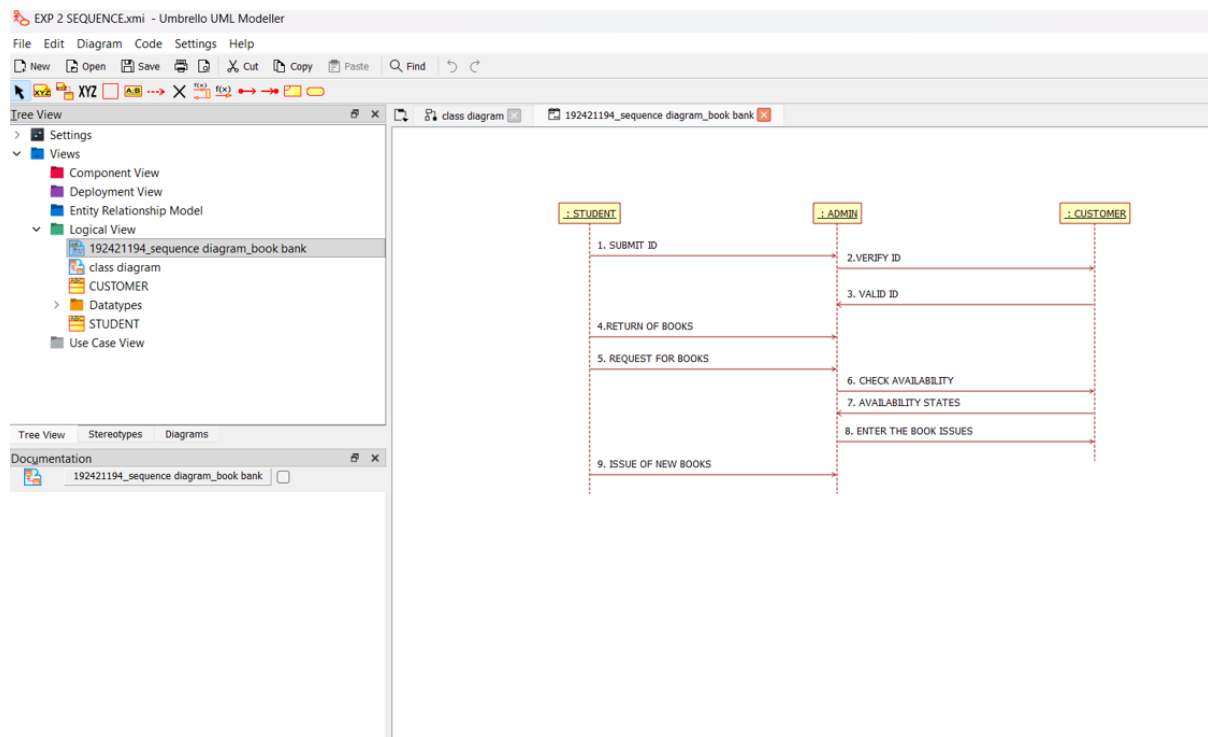 EXP 2 SEQUENCE.xmi - Umbrello UML Modeller
File Edit Diagram Code Settings Help
New Open Save Cut Copy Paste Find
XYZ XYZ A:B f(x) f(x)
Tree View
class diagram 192421194_sequence diagram_book bank
Settings
Views
Component View
Deployment View
Entity Relationship Model
Logical View
192421194_sequence diagram_book bank
class diagram
ABC CUSTOMER
Datatypes
ABC STUDENT
Use Case View
Tree View Stereotypes Diagrams
Documentation
192421194_sequence diagram_book bank
: STUDENT : ADMIN : CUSTOMER
1. SUBMIT ID
2.VERIFY ID
3. VALID ID
4.RETURN OF BOOKS
5. REQUEST FOR BOOKS
6. CHECK AVAILABILITY
7. AVAILABILITY STATES
8. ENTER THE BOOK ISSUES
9. ISSUE OF NEW BOOKS